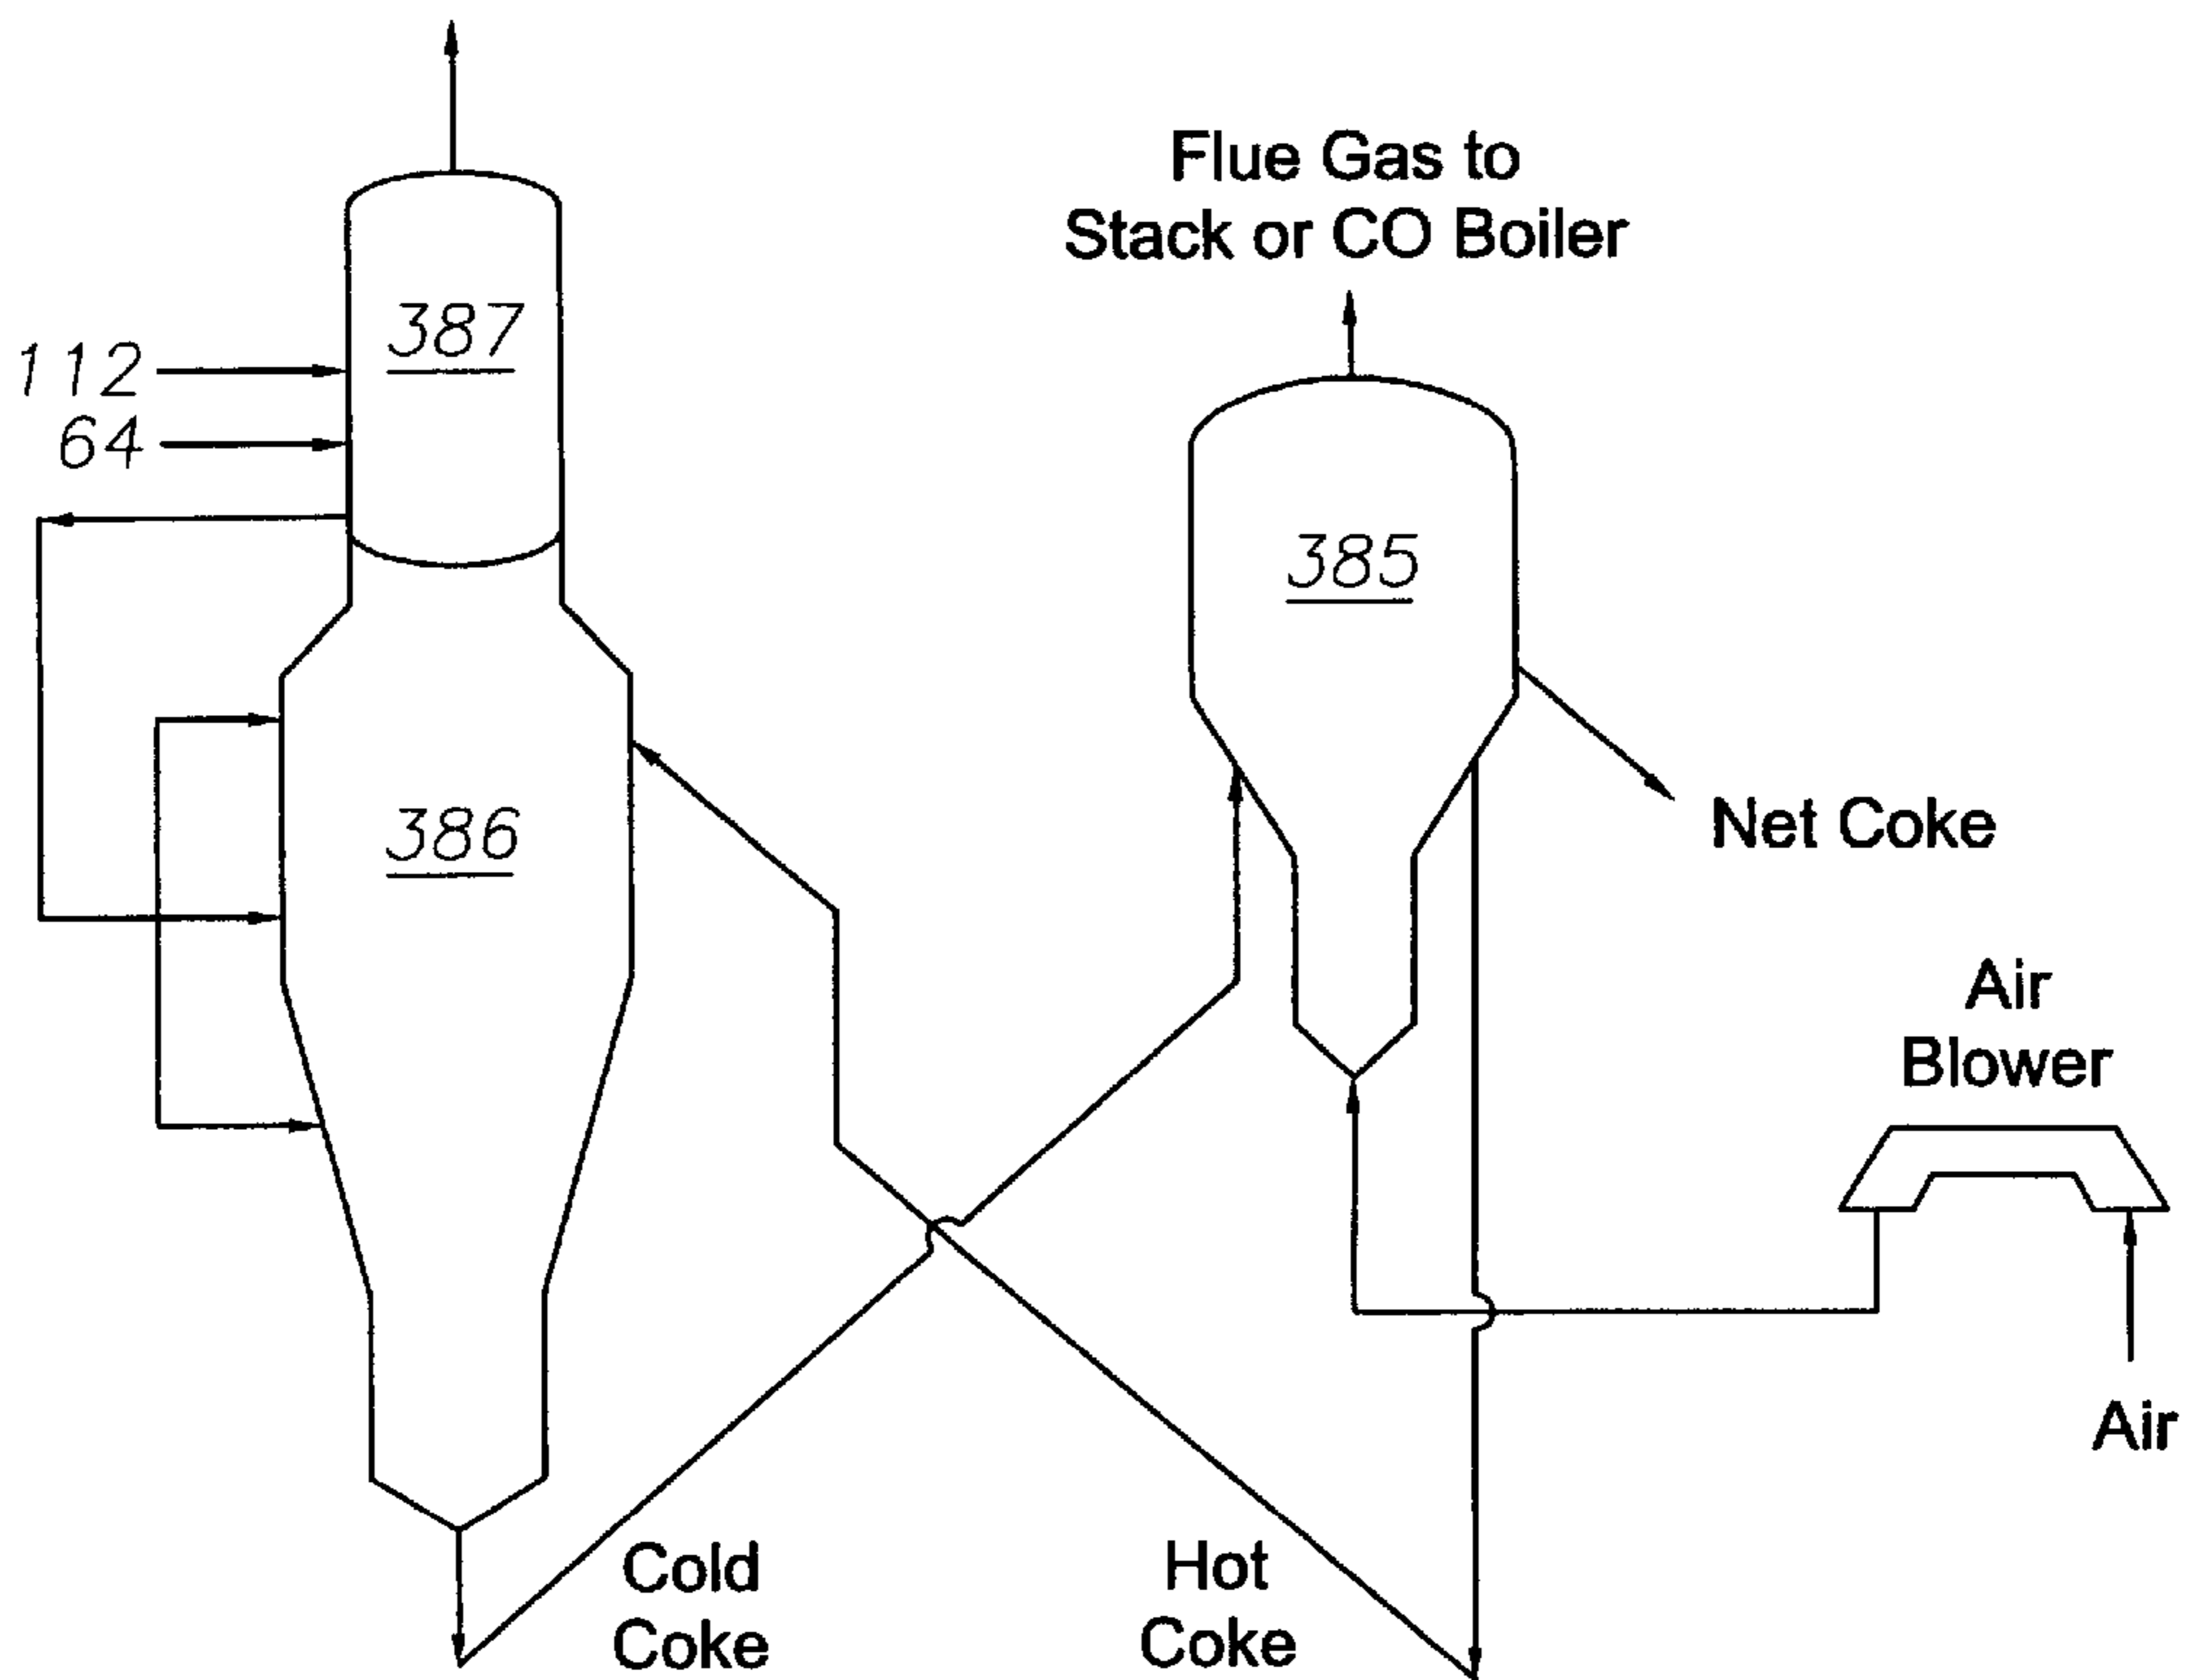 Flue Gas to
Stack or CO Boiler
387
112
64
385
386
Net Coke
Air
Blower
Air
Cold
Coke
Hot
Coke